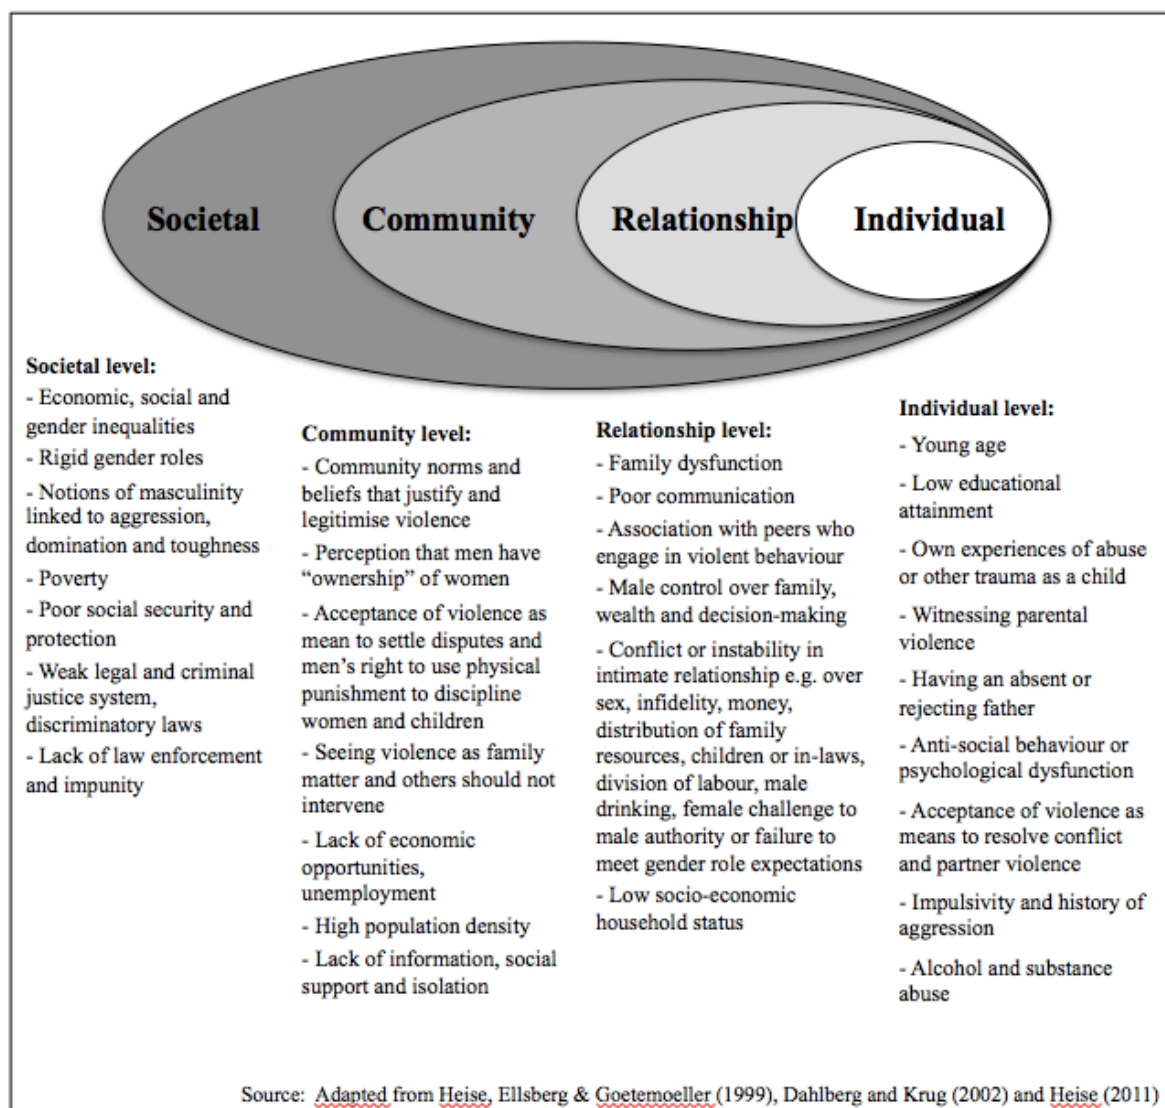 Societal
Community
Relationship
Individual
Societal level:
- Economic, social and
gender inequalities
- Rigid gender roles
- Notions of masculinity
linked to aggression,
domination and toughness
- Poverty
- Poor social security and
protection
- Weak legal and criminal
justice system,
discriminatory laws
- Lack of law enforcement
and impunity
Community level:
- Community norms and
beliefs that justify and
legitimise violence
- Perception that men have
“ownership” of women
- Acceptance of violence as
mean to settle disputes and
men’s right to use physical
punishment to discipline
women and children
- Seeing violence as family
matter and others should not
intervene
- Lack of economic
opportunities,
unemployment
- High population density
- Lack of information, social
support and isolation
Relationship level:
- Family dysfunction
- Poor communication
- Association with peers who
engage in violent behaviour
- Male control over family,
wealth and decision-making
- Conflict or instability in
intimate relationship e.g. over
sex, infidelity, money,
distribution of family
resources, children or in-laws,
division of labour, male
drinking, female challenge to
male authority or failure to
meet gender role expectations
- Low socio-economic
household status
Individual level:
- Young age
- Low educational
attainment
- Own experiences of abuse
or other trauma as a child
- Witnessing parental
violence
- Having an absent or
rejecting father
- Anti-social behaviour or
psychological dysfunction
- Acceptance of violence as
means to resolve conflict
and partner violence
- Impulsivity and history of
aggression
- Alcohol and substance
abuse
Source: Adapted from Heise, Ellsberg & Goetemoeller (1999), Dahlberg and Krug (2002) and Heise (2011)